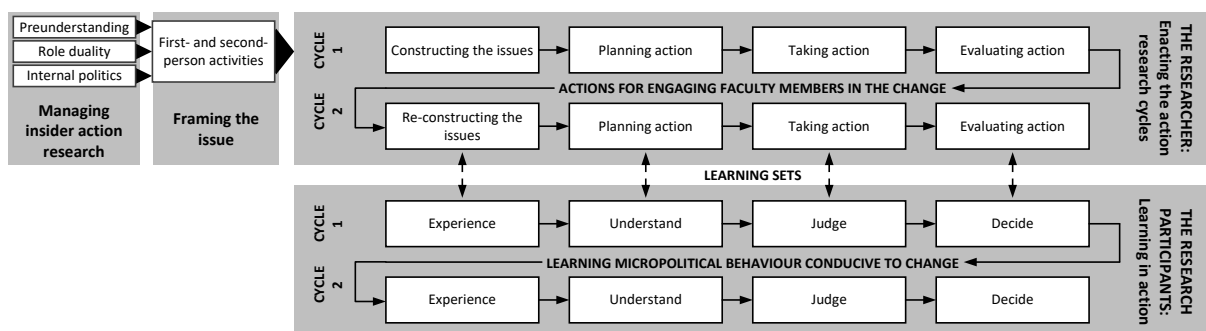 Preunderstanding
Role duality
Internal politics
Managing
insider action
research
First- and second-
person activities
Framing the
issue
CYCLE
1
Constructing the issues
Planning action
Taking action
Evaluating action
ACTIONS FOR ENGAGING FACULTY MEMBERS IN THE CHANGE
CYCLE
2
Re-constructing the
issues
Planning action
Taking action
Evaluating action
THE RESEARCHER:
Enacting the action
research cycles
LEARNING SETS
CYCLE
1
Experience
Understand
Judge
Decide
LEARNING MICROPOLITICAL BEHAVIOUR CONDUCIVE TO CHANGE
CYCLE
2
Experience
Understand
Judge
Decide
THE RESEARCH
PARTICIPANTS:
Learning in action